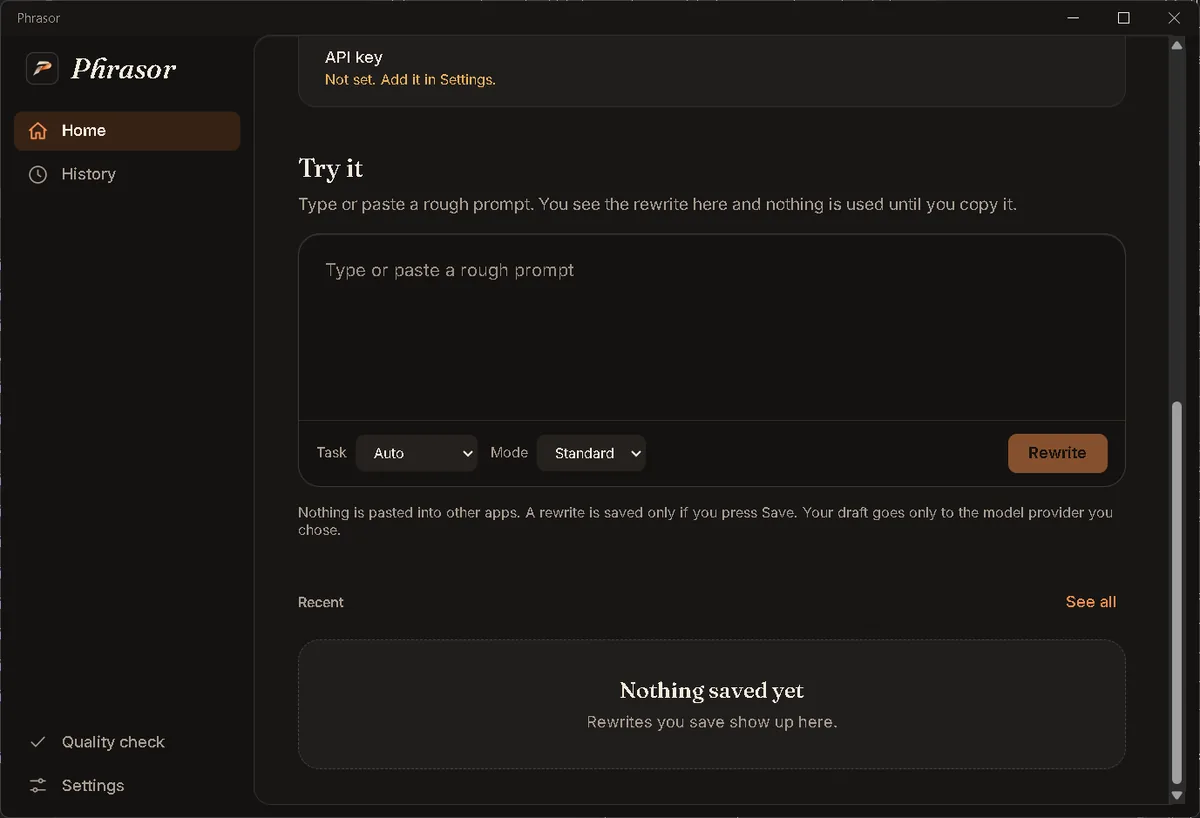 Phrasor
Phrasor
Home
History
Quality check
Settings
API key
Not set. Add it in Settings.
Try it
Type or paste a rough prompt. You see the rewrite here and nothing is used until you copy it.
Type or paste a rough prompt
Task Auto Mode Standard Rewrite
Nothing is pasted into other apps. A rewrite is saved only if you press Save. Your draft goes only to the model provider you
chose.
Recent See all
Nothing saved yet
Rewrites you save show up here.